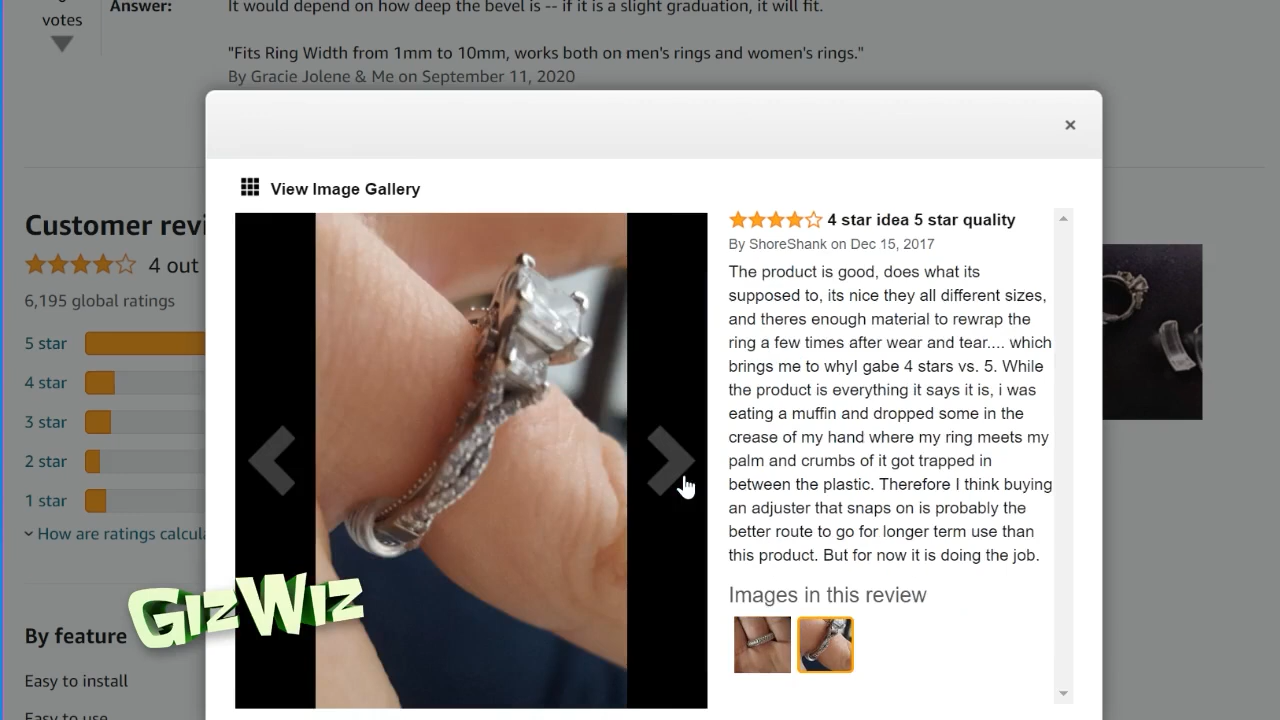 votes
Answer:
It would depend on how deep the bevel is -- if it is a slight graduation, it will fit.
"Fits Ring Width from 1mm to 10mm, works both on men's rings and women's rings."
By Gracie Jolene & Me on September 11, 2020
×
View Image Gallery
4 star idea 5 star quality
By ShoreShank on Dec 15, 2017
The product is good, does what its
supposed to, its nice they all different sizes,
and theres enough material to rewrap the
ring a few times after wear and tear.... which
brings me to whyI gabe 4 stars vs. 5. While
the product is everything it says it is, i was
eating a muffin and dropped some in the
crease of my hand where my ring meets my
palm and crumbs of it got trapped in
between the plastic. Therefore I think buying
an adjuster that snaps on is probably the
better route to go for longer term use than
this product. But for now it is doing the job.
Images in this review
Customer revi
4 out
6,195 global ratings
5 star
4 star
3 star
2 star
1 star
How are ratings calcula
GizWiz
By feature
Easy to install
Easy to use